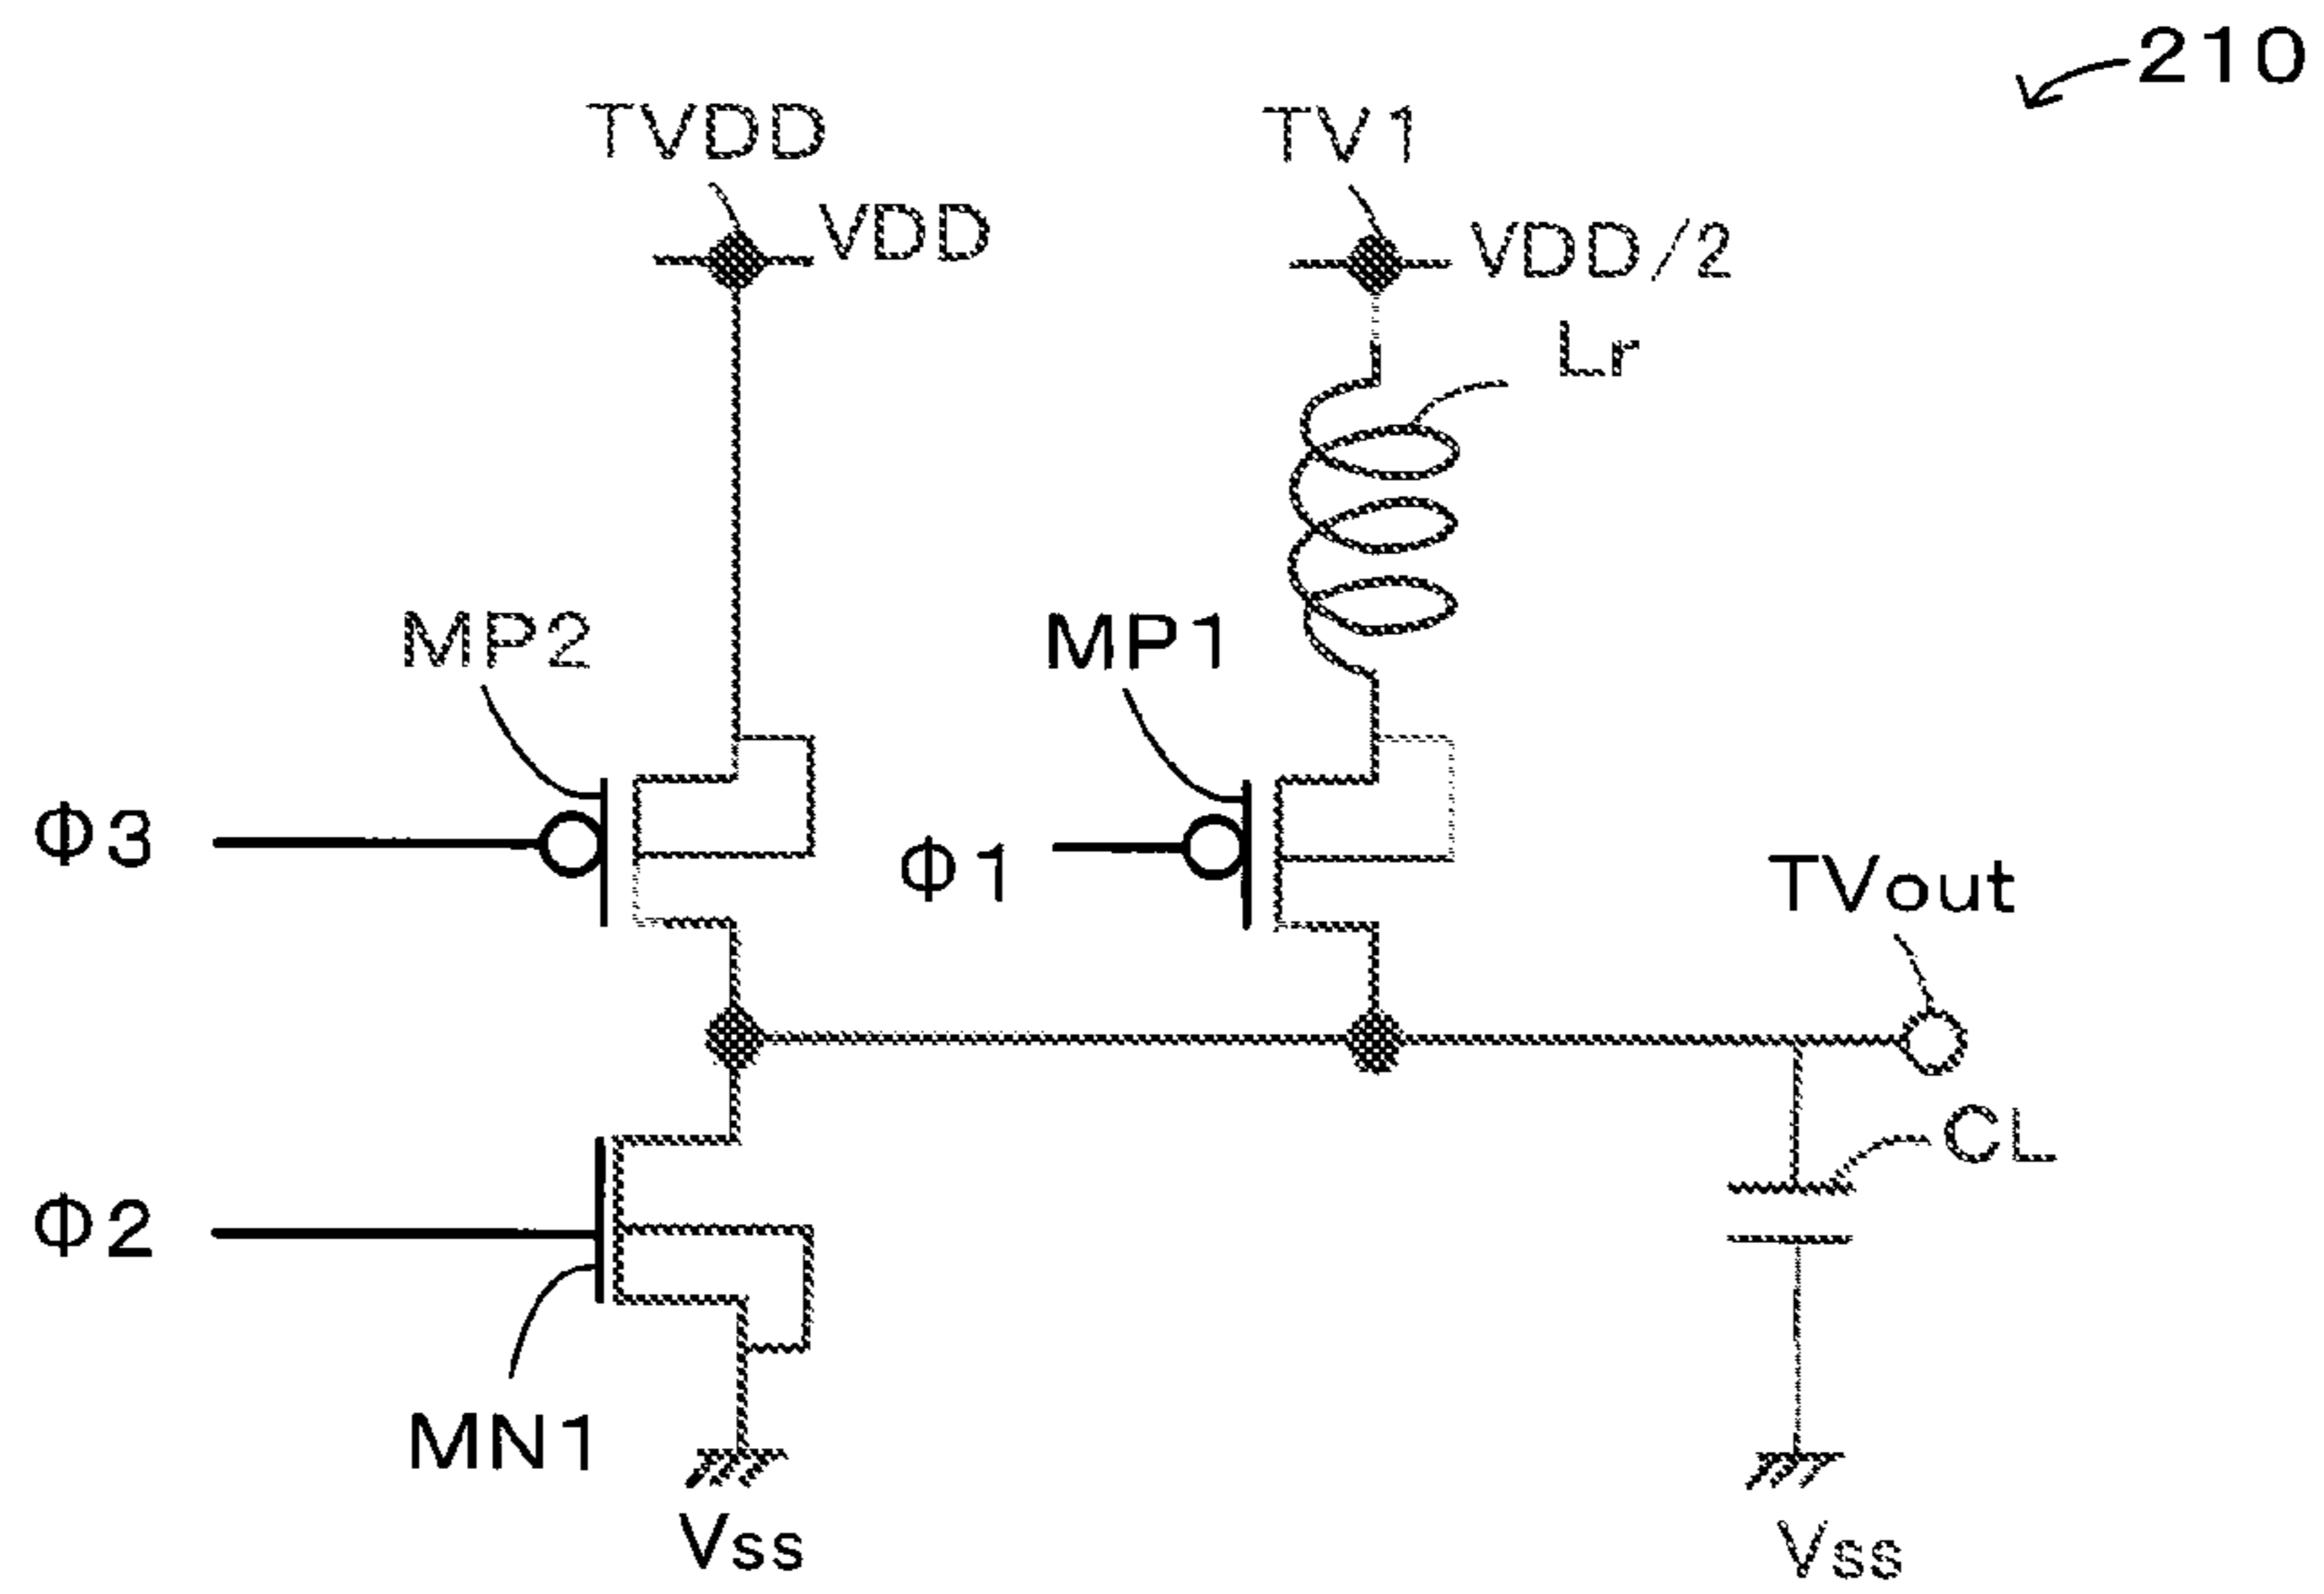 210
TVDD
TV1
VDD
VDD/2
Lr
MP2
MP1
Φ3
Φ1
TVout
CL
Φ2
MN1
Vss
Vss